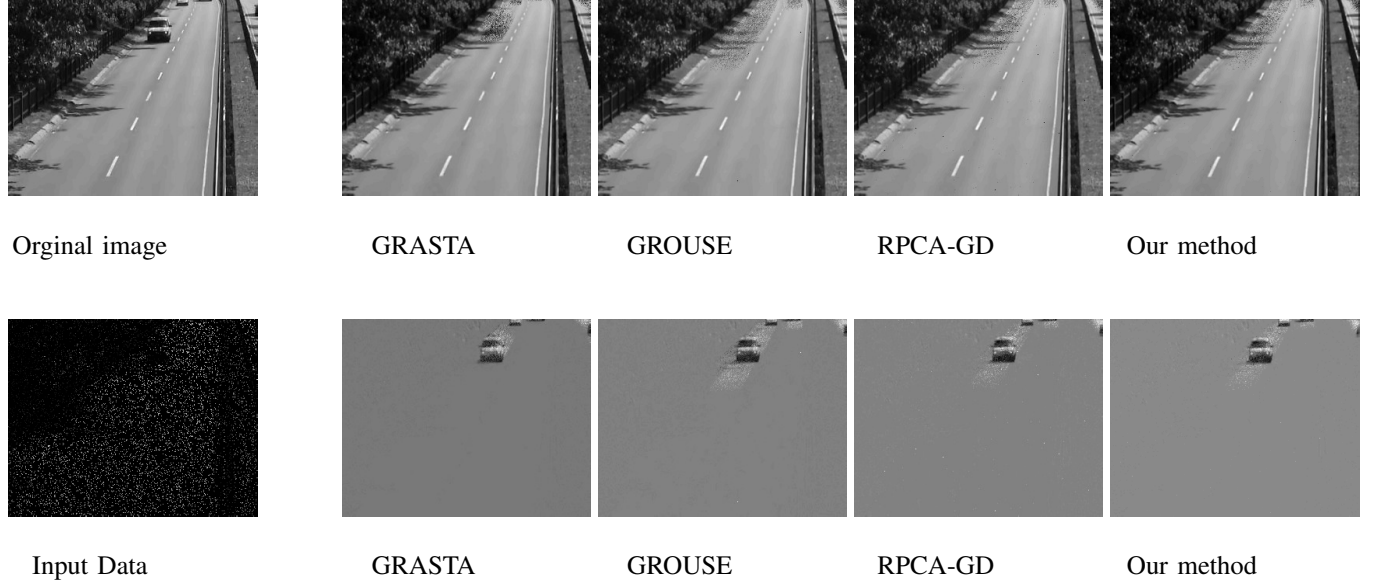 Orginal image
GRASTA
GROUSE
RPCA-GD
Our method
Input Data
GRASTA
GROUSE
RPCA-GD
Our method